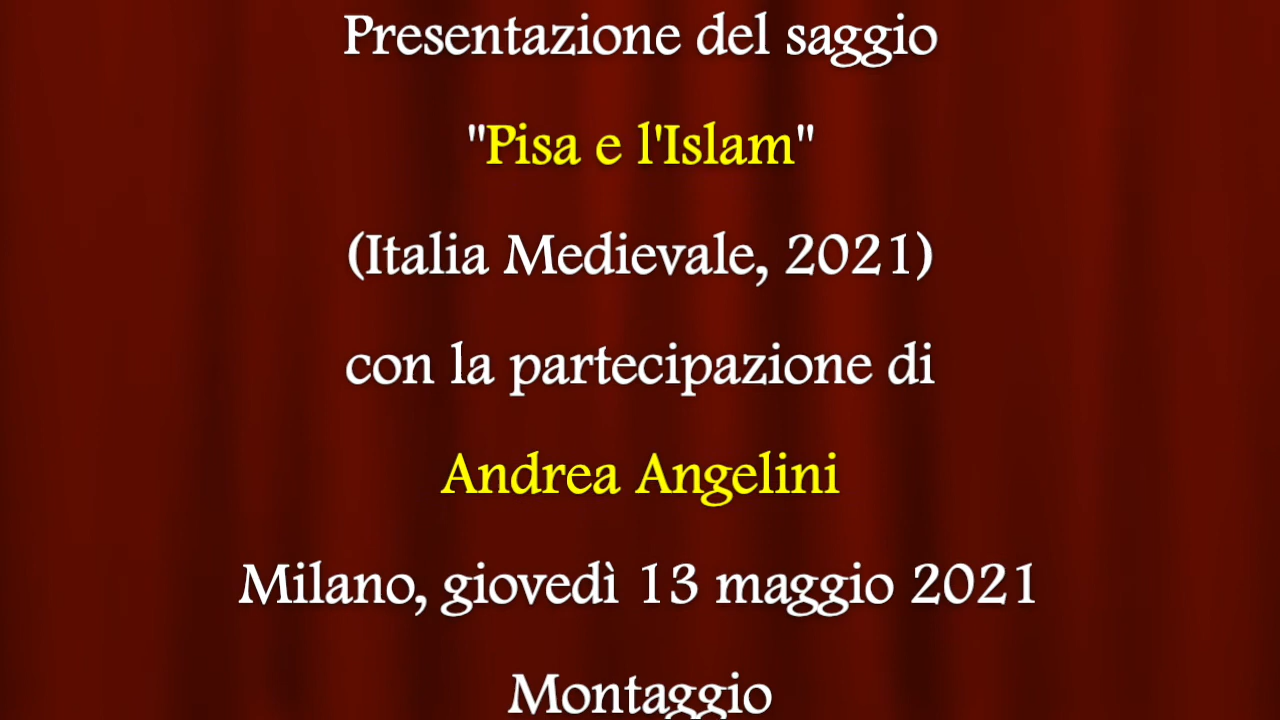 Presentazione del saggio
"Pisa e l'Islam"
(Italia Medievale, 2021)
con la partecipazione di
Andrea Angelini
Milano, giovedì 13 maggio 2021
Montaggio